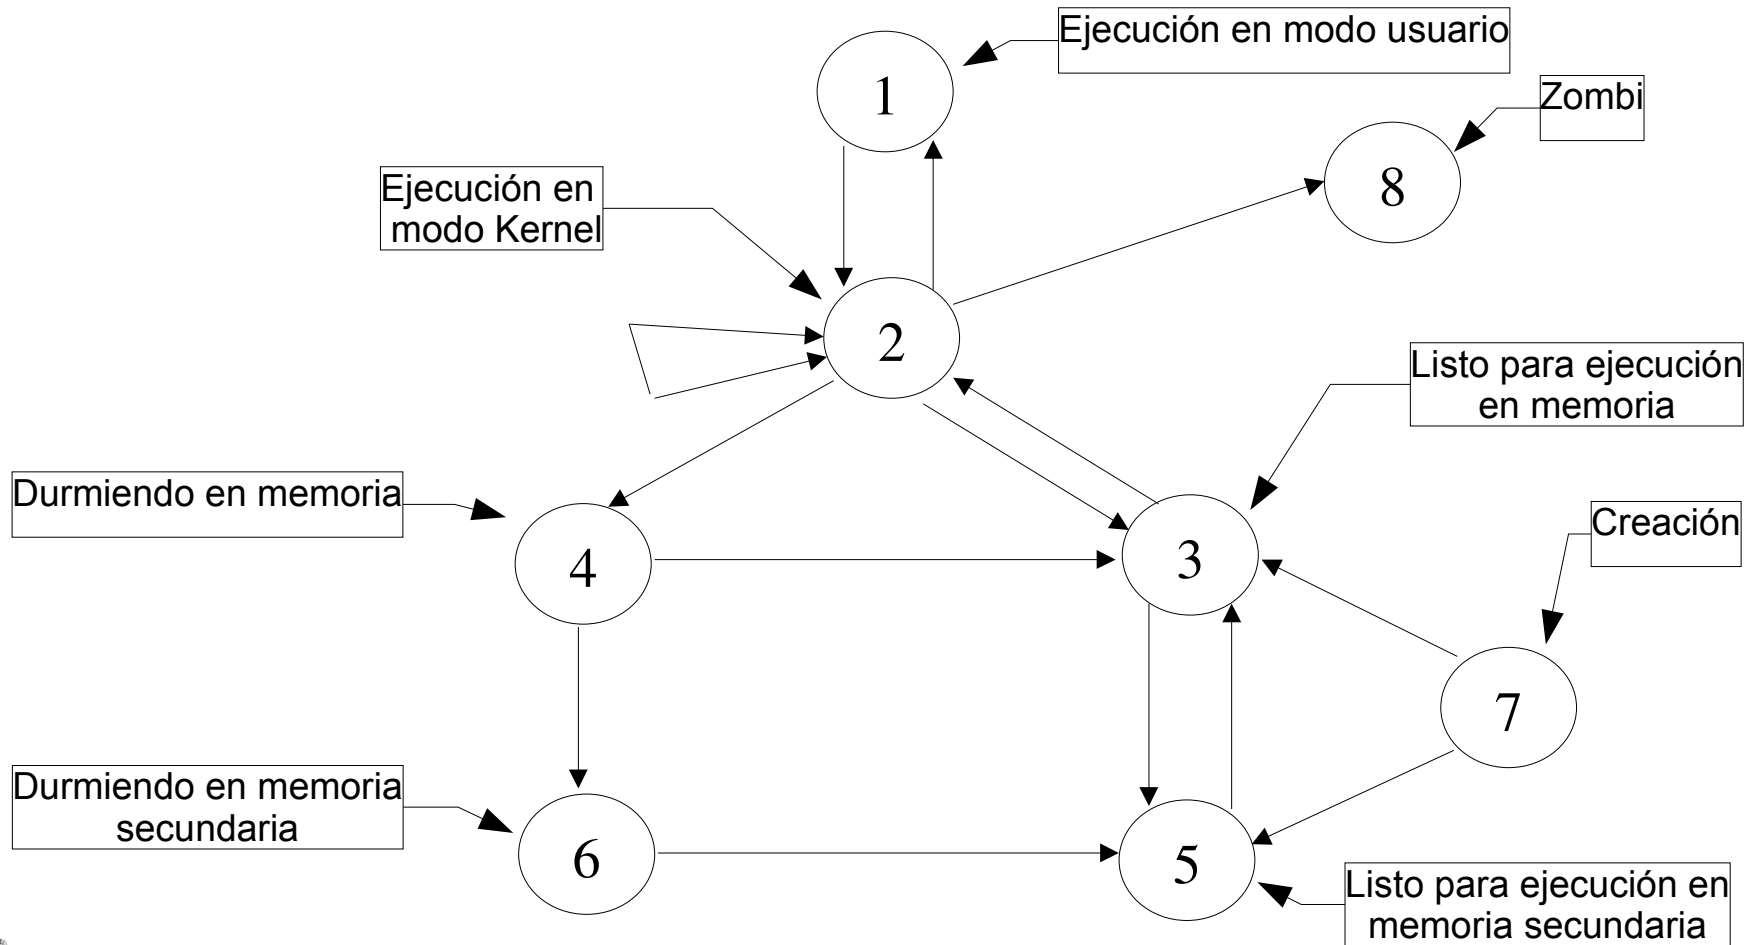 Ejecución en modo usuario
1
Zombi
8
Ejecución en
modo Kernel
2
Listo para ejecución
en memoria
Durmiendo en memoria
Creación
4
3
7
Durmiendo en memoria
secundaria
6
5
Listo para ejecución en
memoria secundaria